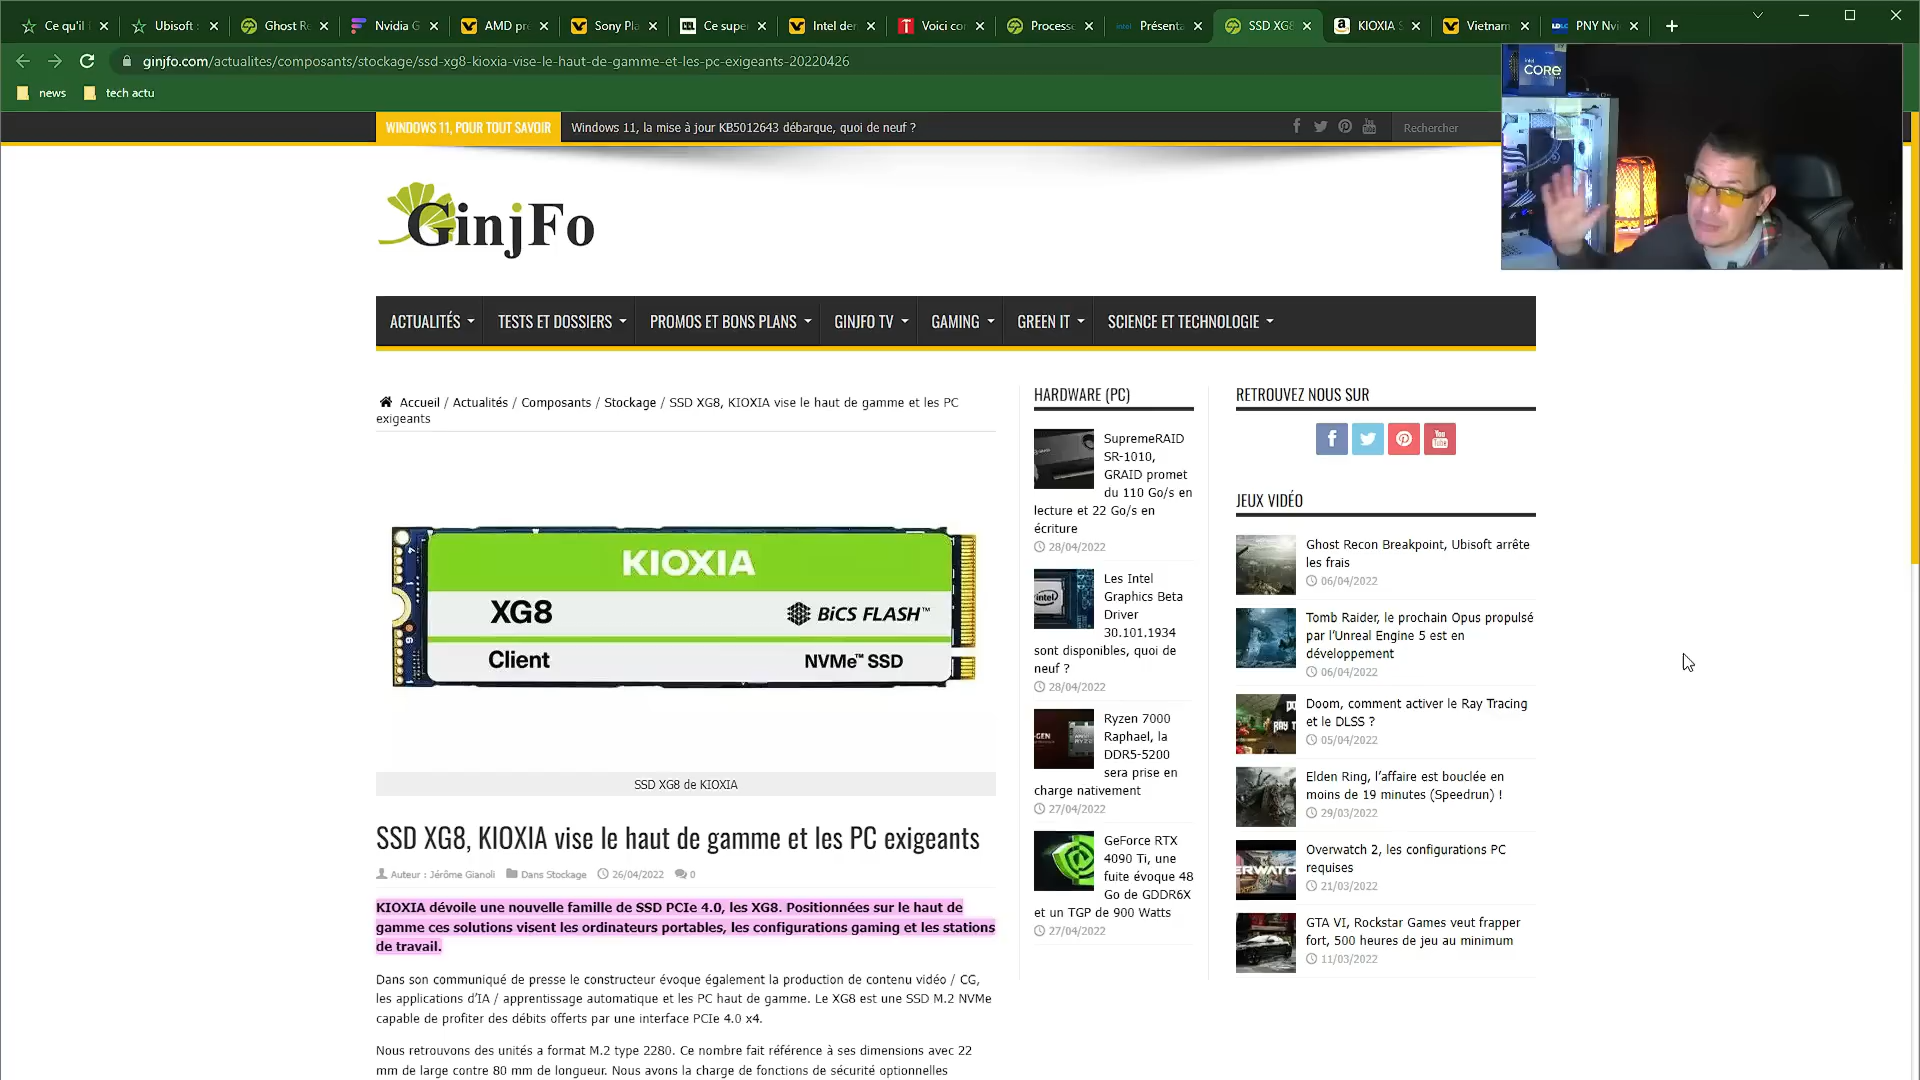 Ce qu'il
Ubisoft :
Ghost Re
Nvidia G
AMD pr
Sony Pla
Ce supe
Intel der
Voici co
Processe
Présenta
SSD XG8
KIOXIA S
Vietnam
PNY Nvi
ginjfo.com/actualites/composants/stockage/ssd-xg8-kioxia-vise-le-haut-de-gamme-et-les-pc-exigeants-20220426
news
tech actu
intel
CORE
WINDOWS 11, POUR TOUT SAVOIR
Windows 11, la mise à jour KB5012643 débarque, quoi de neuf ?
Rechercher
GinjFo
ACTUALITÉS
TESTS ET DOSSIERS
PROMOS ET BONS PLANS
GINJFO TV
GAMING
GREEN IT
SCIENCE ET TECHNOLOGIE
Accueil / Actualités / Composants / Stockage / SSD XG8, KIOXIA vise le haut de gamme et les PC
exigeants
KIOXIA
XG8
BiCS FLASH™
Client
NVMe™ SSD
SSD XG8 de KIOXIA
SSD XG8, KIOXIA vise le haut de gamme et les PC exigeants
Auteur : Jérôme Gianoli
Dans Stockage
26/04/2022
0
KIOXIA dévoile une nouvelle famille de SSD PCIe 4.0, les XG8. Positionnées sur le haut de
gamme ces solutions visent les ordinateurs portables, les configurations gaming et les stations
de travail.
Dans son communiqué de presse le constructeur évoque également la production de contenu vidéo / CG,
les applications d'IA / apprentissage automatique et les PC haut de gamme. Le XG8 est une SSD M.2 NVMe
capable de profiter des débits offerts par une interface PCIe 4.0 x4.
Nous retrouvons des unités a format M.2 type 2280. Ce nombre fait référence à ses dimensions avec 22
mm de large contre 80 mm de longueur. Nous avons la charge de fonctions de sécurité optionnelles
HARDWARE (PC)
SupremeRAID
SR-1010,
GRAID promet
du 110 Go/s en
lecture et 22 Go/s en
écriture
28/04/2022
intel
Les Intel
Graphics Beta
Driver
30.101.1934
sont disponibles, quoi de
neuf ?
28/04/2022
Ryzen 7000
Raphael, la
DDR5-5200
sera prise en
charge nativement
27/04/2022
GeForce RTX
4090 Ti, une
fuite évoque 48
Go de GDDR6X
et un TGP de 900 Watts
27/04/2022
RETROUVEZ NOUS SUR
JEUX VIDÉO
Ghost Recon Breakpoint, Ubisoft arrête
les frais
06/04/2022
Tomb Raider, le prochain Opus propulsé
par l'Unreal Engine 5 est en
développement
06/04/2022
Doom, comment activer le Ray Tracing
et le DLSS ?
05/04/2022
Elden Ring, l'affaire est bouclée en
moins de 19 minutes (Speedrun) !
29/03/2022
Overwatch 2, les configurations PC
requises
21/03/2022
GTA VI, Rockstar Games veut frapper
fort, 500 heures de jeu au minimum
11/03/2022